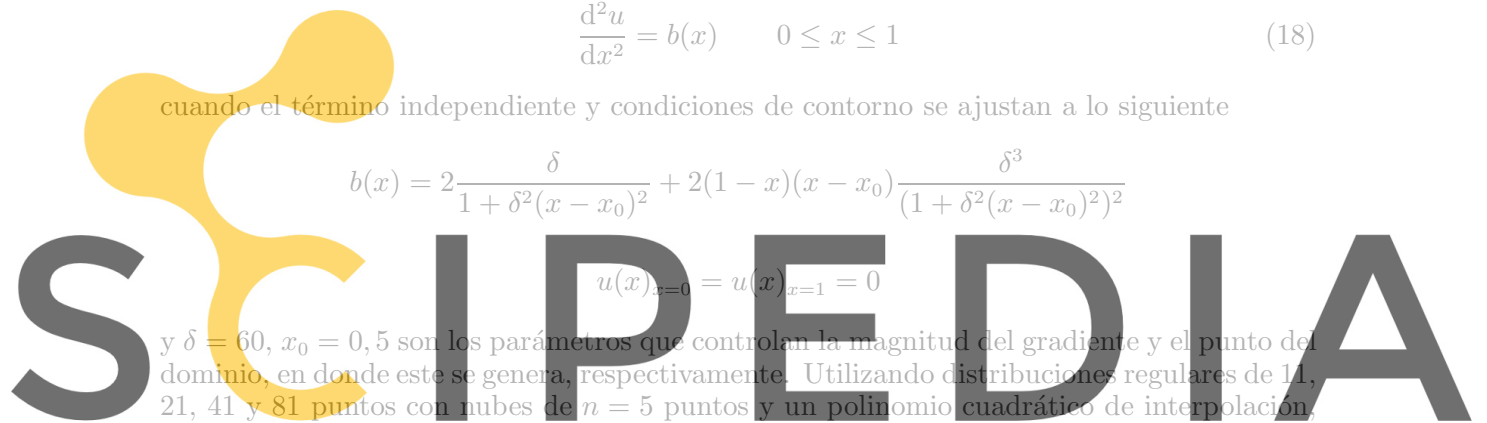 d²u/dx² = b(x)  0 ≤ x ≤ 1  (18)
cuando el término independiente y condiciones de contorno se ajustan a lo siguiente
b(x) = 2 δ/(1 + δ²(x − x₀)²) + 2(1 − x)(x − x₀) δ³/(1 + δ²(x − x₀)²)²
u(x)ₓ₌₀ = u(x)ₓ₌₁ = 0
y δ = 60, x₀ = 0, 5 son los parámetros que controlan la magnitud del gradiente y el punto del
dominio, en donde este se genera, respectivamente. Utilizando distribuciones regulares de 11,
21, 41 y 81 puntos con nubes de n = 5 puntos y un polinomio cuadrático de interpolación,
SCIPEDIA